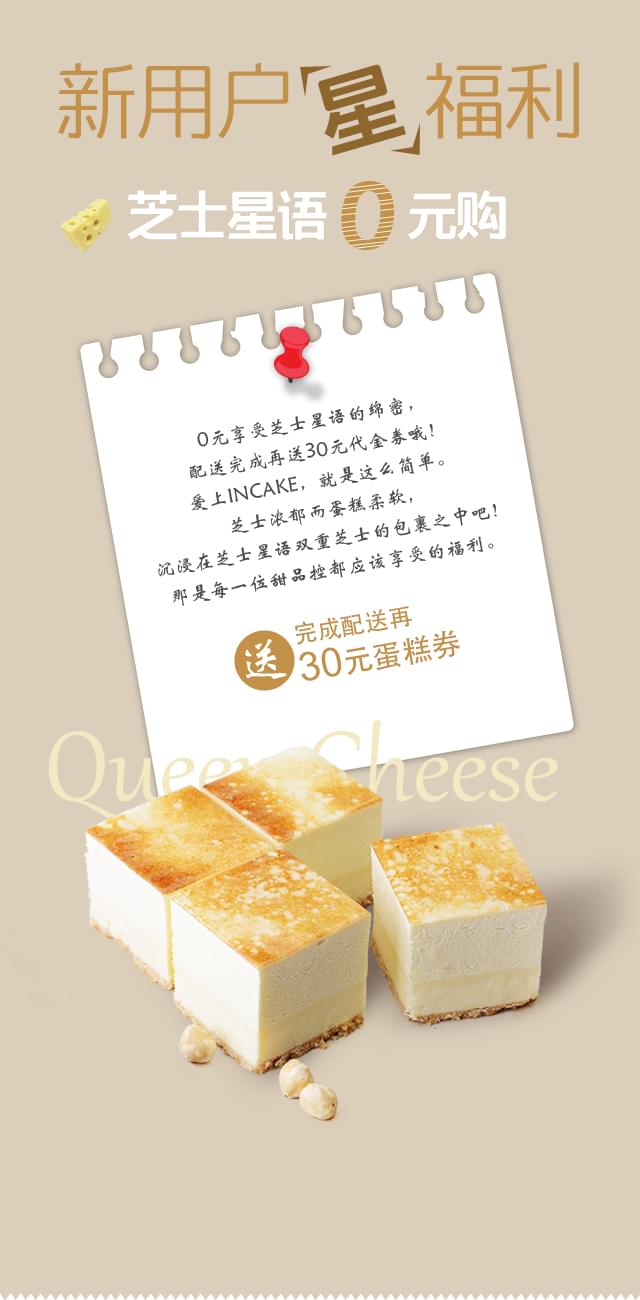 新用户「星」福利
芝士星语0元购
0元享受芝士星语的绵密，
配送完成再送30元代金券哦！
爱上INCAKE，就是这么简单。
芝士浓郁而蛋糕柔软，
沉浸在芝士星语双重芝士的包裹之中吧！
那是每一位甜品控都应该享受的福利。
送
完成配送再
30元蛋糕券
Queen Cheese